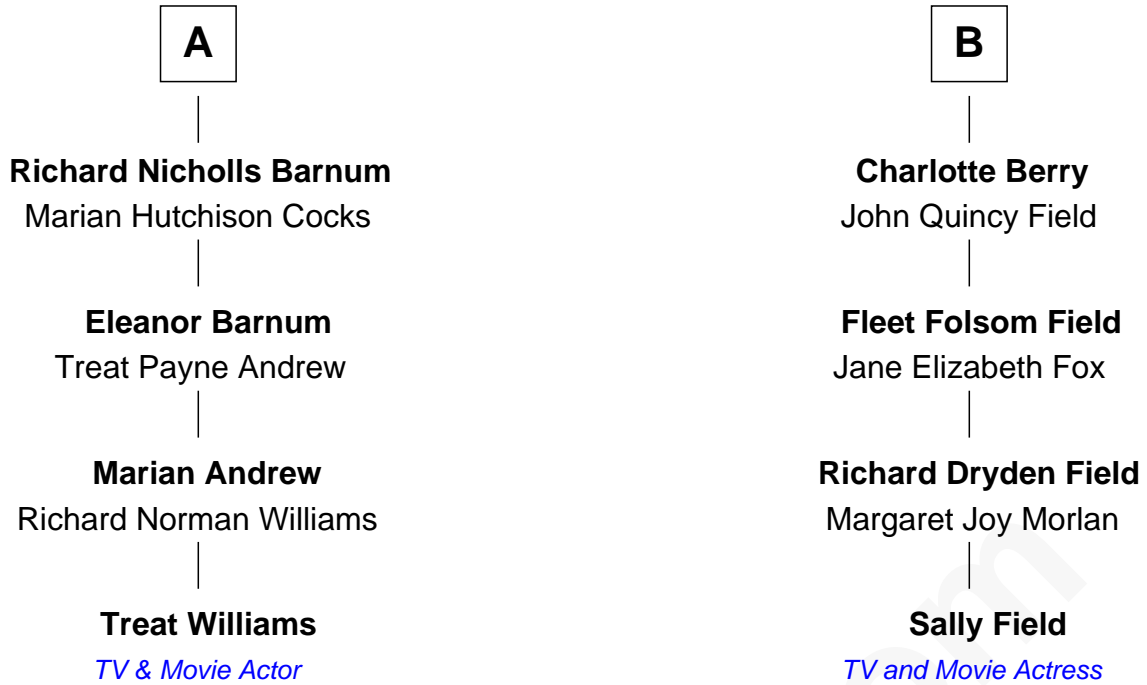 A
Richard Nicholls Barnum
Marian Hutchison Cocks
Eleanor Barnum
Treat Payne Andrew
Marian Andrew
Richard Norman Williams
Treat Williams
TV & Movie Actor
B
Charlotte Berry
John Quincy Field
Fleet Folsom Field
Jane Elizabeth Fox
Richard Dryden Field
Margaret Joy Morlan
Sally Field
TV and Movie Actress